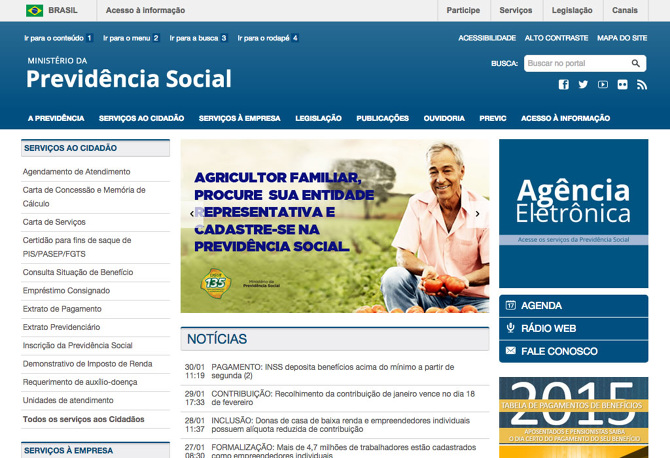 BRASIL
Acesso à informação
Participe
Serviços
Legislação
Canais
Ir para o conteúdo 1
Ir para o menu 2
Ir para a busca 3
Ir para o rodapé 4
ACESSIBILIDADE
ALTO CONTRASTE
MAPA DO SITE
MINISTÉRIO DA
Previdência Social
BUSCA:
Buscar no portal
A PREVIDÊNCIA
SERVIÇOS AO CIDADÃO
SERVIÇOS À EMPRESA
LEGISLAÇÃO
PUBLICAÇÕES
OUVIDORIA
PREVIC
ACESSO À INFORMAÇÃO
SERVIÇOS AO CIDADÃO
Agendamento de Atendimento
Carta de Concessão e Memória de
Cálculo
Carta de Serviços
Certidão para fins de saque de
PIS/PASEP/FGTS
Consulta Situação de Benefício
Empréstimo Consignado
Extrato de Pagamento
Extrato Previdenciário
Inscrição da Previdência Social
Demonstrativo de Imposto de Renda
Requerimento de auxílio-doença
Unidades de atendimento
Todos os serviços aos Cidadãos
SERVIÇOS À EMPRESA
AGRICULTOR FAMILIAR,
PROCURE SUA ENTIDADE
REPRESENTATIVA E
CADASTRE-SE NA
PREVIDÊNCIA SOCIAL.
135
Ministério da
Previdência Social
NOTÍCIAS
30/01 PAGAMENTO: INSS deposita benefícios acima do mínimo a partir de
11:19 segunda (2)
29/01 CONTRIBUIÇÃO: Recolhimento da contribuição de janeiro vence no dia 18
17:33 de fevereiro
28/01 INCLUSÃO: Donas de casa de baixa renda e empreendedores individuais
11:37 possuem alíquota reduzida de contribuição
27/01 FORMALIZAÇÃO: Mais de 4,7 milhões de trabalhadores estão cadastrados
08:30 como empreendedores individuais
Agência
Eletrônica
Acesse os serviços da Previdência Social
AGENDA
RÁDIO WEB
FALE CONOSCO
2015
TABELA DE PAGAMENTOS DE BENEFÍCIOS
APOSENTADOS E PENSIONISTAS SAIBA
O DIA CERTO DO PAGAMENTO DO SEU BENEFÍCIO